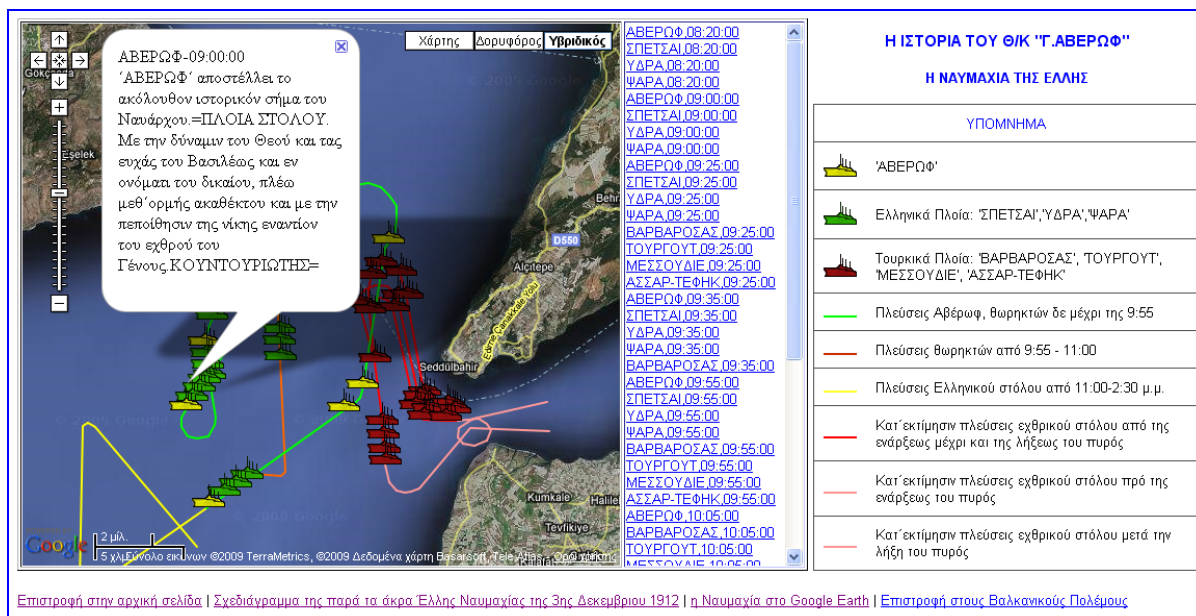 Χάρτης
Δορυφόρος
Υβριδικός
ΑΒΕΡΩΦ-09:00:00
΄ΑΒΕΡΩΦ΄ αποστέλλει το
ακόλουθον ιστορικόν σήμα του
Ναυάρχου.=ΠΛΟΙΑ ΣΤΟΛΟΥ.
Με την δύναμιν του Θεού και τας
ευχάς του Βασιλέως και εν
ονόματι του δικαίου, πλέω
μεθ΄ορμής ακαθέκτου και με την
πεποίθησιν της νίκης εναντίον
του εχθρού του
Γένους.ΚΟΥΝΤΟΥΡΙΩΤΗΣ=
Gökçeada
Eşelek
D550
Alçıtepe
Behra
Edirne Çanakkale Yolu
Seddülbahir
Kumkale
Halilel
Tevfikiye
Google
2 μίλ.
5 χλμ
Σύνολο εικόνων ©2009 TerraMetrics, ©2009 Δεδομένα χάρτη Basarsoft, Tele Atlas - Όροι χρήσης
ΑΒΕΡΩΦ,08:20:00
ΣΠΕΤΣΑΙ,08:20:00
ΥΔΡΑ,08:20:00
ΨΑΡΑ,08:20:00
ΑΒΕΡΩΦ,09:00:00
ΣΠΕΤΣΑΙ,09:00:00
ΥΔΡΑ,09:00:00
ΨΑΡΑ,09:00:00
ΑΒΕΡΩΦ,09:25:00
ΣΠΕΤΣΑΙ,09:25:00
ΥΔΡΑ,09:25:00
ΨΑΡΑ,09:25:00
ΒΑΡΒΑΡΟΣΑΣ,09:25:00
ΤΟΥΡΓΟΥΤ,09:25:00
ΜΕΣΣΟΥΔΙΕ,09:25:00
ΑΣΣΑΡ-ΤΕΦΗΚ,09:25:00
ΑΒΕΡΩΦ,09:35:00
ΣΠΕΤΣΑΙ,09:35:00
ΥΔΡΑ,09:35:00
ΨΑΡΑ,09:35:00
ΒΑΡΒΑΡΟΣΑΣ,09:35:00
ΑΒΕΡΩΦ,09:55:00
ΣΠΕΤΣΑΙ,09:55:00
ΥΔΡΑ,09:55:00
ΨΑΡΑ,09:55:00
ΒΑΡΒΑΡΟΣΑΣ,09:55:00
ΤΟΥΡΓΟΥΤ,09:55:00
ΜΕΣΣΟΥΔΙΕ,09:55:00
ΑΣΣΑΡ-ΤΕΦΗΚ,09:55:00
ΑΒΕΡΩΦ,10:05:00
ΒΑΡΒΑΡΟΣΑΣ,10:05:00
ΤΟΥΡΓΟΥΤ,10:05:00
ΜΕΣΣΟΥΔΙΕ,10:05:00
Η ΙΣΤΟΡΙΑ ΤΟΥ Θ/Κ "Γ.ΑΒΕΡΩΦ"
Η ΝΑΥΜΑΧΙΑ ΤΗΣ ΕΛΛΗΣ
ΥΠΟΜΝΗΜΑ
'ΑΒΕΡΩΦ'
Ελληνικά Πλοία: 'ΣΠΕΤΣΑΙ','ΥΔΡΑ','ΨΑΡΑ'
Τουρκικά Πλοία: 'ΒΑΡΒΑΡΟΣΑΣ', 'ΤΟΥΡΓΟΥΤ',
'ΜΕΣΣΟΥΔΙΕ', 'ΑΣΣΑΡ-ΤΕΦΗΚ'
Πλεύσεις Αβέρωφ, θωρηκτών δε μέχρι της 9:55
Πλεύσεις θωρηκτών από 9:55 - 11:00
Πλεύσεις Ελληνικού στόλου από 11:00-2:30 μ.μ.
Κατ΄εκτίμησιν πλεύσεις εχθρικού στόλου από της
ενάρξεως μέχρι και της λήξεως του πυρός
Κατ΄εκτίμησιν πλεύσεις εχθρικού στόλου πρό της
ενάρξεως του πυρός
Κατ΄εκτίμησιν πλεύσεις εχθρικού στόλου μετά την
λήξη του πυρός
Επιστροφή στην αρχική σελίδα | Σχεδιάγραμμα της παρά τα άκρα Έλλης Ναυμαχίας της 3ης Δεκεμβριου 1912 | η Ναυμαχία στο Google Earth | Επιστροφή στους Βαλκανικούς Πολέμους